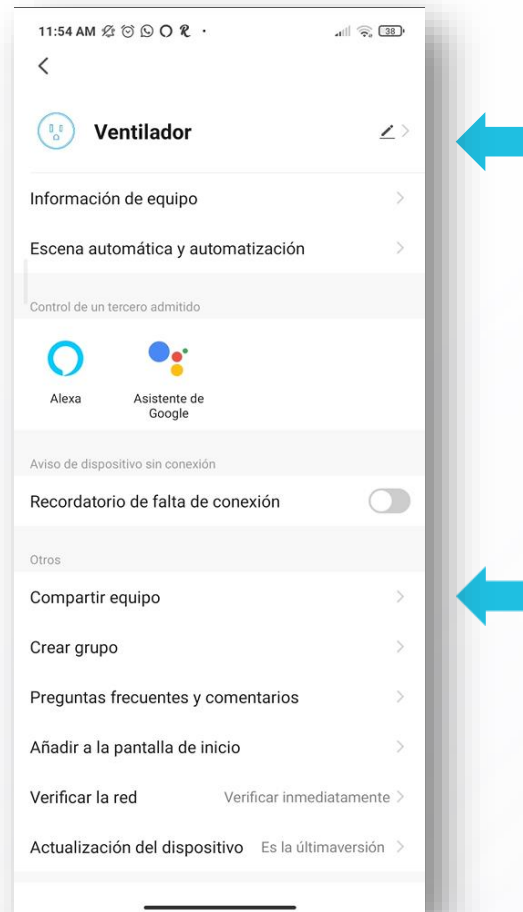 11:54 AM
38
Ventilador
Información de equipo
Escena automática y automatización
Control de un tercero admitido
Alexa
Asistente de
Google
Aviso de dispositivo sin conexión
Recordatorio de falta de conexión
Otros
Compartir equipo
Crear grupo
Preguntas frecuentes y comentarios
Añadir a la pantalla de inicio
Verificar la red Verificar inmediatamente
Actualización del dispositivo Es la últimaversión